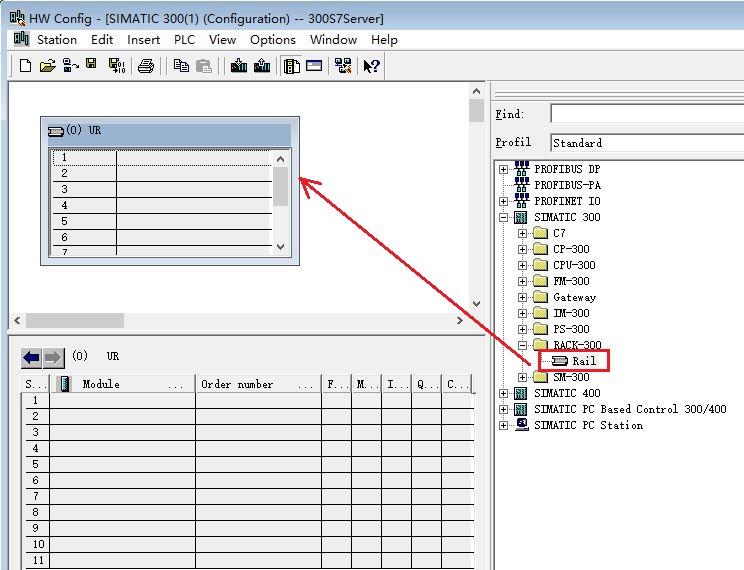 HW Config - [SIMATIC 300(1) (Configuration) -- 300S7Server]
Station Edit Insert PLC View Options Window Help
(0) UR
1
2
3
4
5
6
7
Find:
Profil Standard
PROFIBUS DP
PROFIBUS-PA
PROFINET IO
SIMATIC 300
C7
CP-300
CPU-300
FM-300
Gateway
IM-300
PS-300
RACK-300
Rail
SM-300
SIMATIC 400
SIMATIC PC Based Control 300/400
SIMATIC PC Station
(0) UR
S... Module ... Order number ... F... M... I... Q... C...
1
2
3
4
5
6
7
8
9
10
11